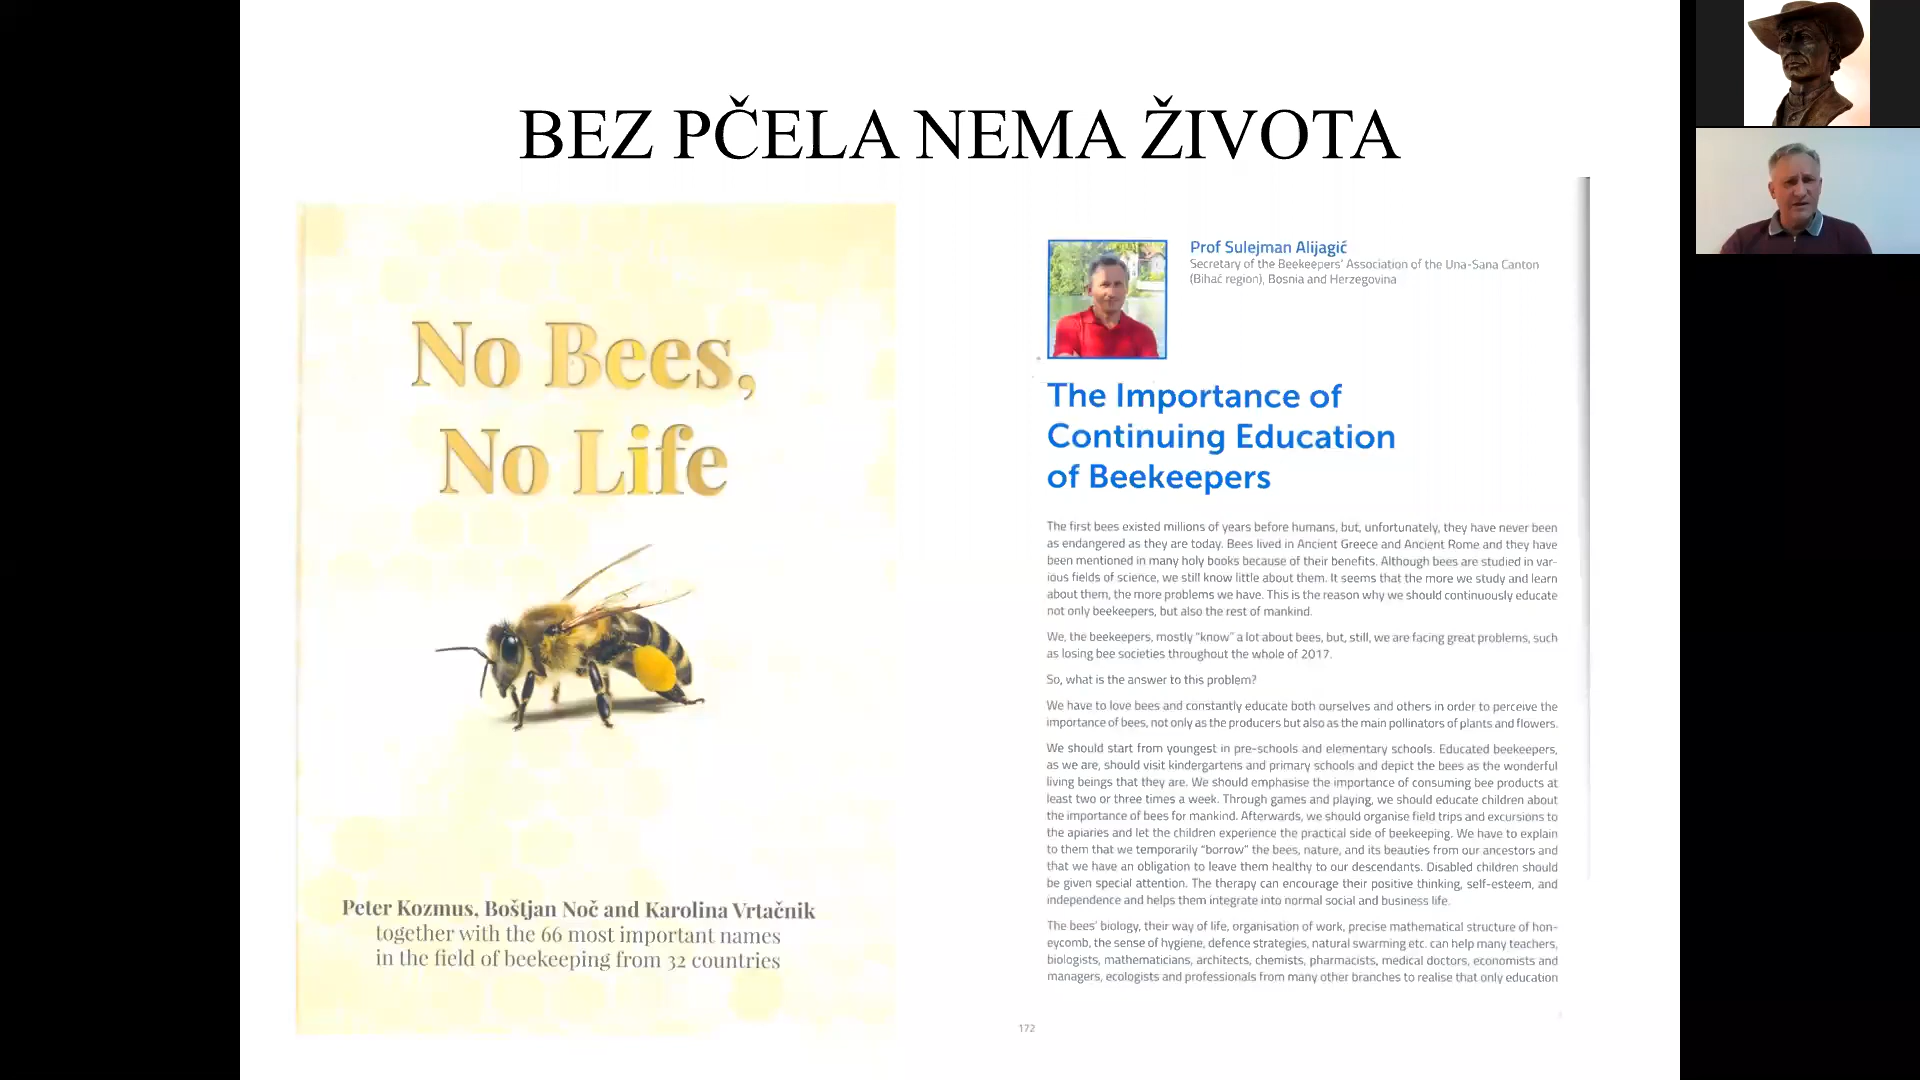 BEZ PČELA NEMA ŽIVOTA
No Bees,
No Life
Peter Kozmus, Boštjan Noč and Karolina Vrtačnik
together with the 66 most important names
in the field of beekeeping from 32 countries
Prof Sulejman Alijagić
Secretary of the Beekeepers' Association of the Una-Sana Canton
(Bihać region), Bosnia and Herzegovina
The Importance of
Continuing Education
of Beekeepers
The first bees existed millions of years before humans, but, unfortunately, they have never been
as endangered as they are today. Bees lived in Ancient Greece and Ancient Rome and they have
been mentioned in many holy books because of their benefits. Although bees are studied in var-
ious fields of science, we still know little about them. It seems that the more we study and learn
about them, the more problems we have. This is the reason why we should continuously educate
not only beekeepers, but also the rest of mankind.
We, the beekeepers, mostly "know" a lot about bees, but, still, we are facing great problems, such
as losing bee societies throughout the whole of 2017.
So, what is the answer to this problem?
We have to love bees and constantly educate both ourselves and others in order to perceive the
importance of bees, not only as the producers but also as the main pollinators of plants and flowers.
We should start from youngest in pre-schools and elementary schools. Educated beekeepers,
as we are, should visit kindergartens and primary schools and depict the bees as the wonderful
living beings that they are. We should emphasise the importance of consuming bee products at
least two or three times a week. Through games and playing, we should educate children about
the importance of bees for mankind. Afterwards, we should organise field trips and excursions to
the apiaries and let the children experience the practical side of beekeeping. We have to explain
to them that we temporarily "borrow" the bees, nature, and its beauties from our ancestors and
that we have an obligation to leave them healthy to our descendants. Disabled children should
be given special attention. The therapy can encourage their positive thinking, self-esteem, and
independence and helps them integrate into normal social and business life.
The bees' biology, their way of life, organisation of work, precise mathematical structure of hon-
eycomb, the sense of hygiene, defence strategies, natural swarming etc. can help many teachers,
biologists, mathematicians, architects, chemists, pharmacists, medical doctors, economists and
managers, ecologists and professionals from many other branches to realise that only education
172